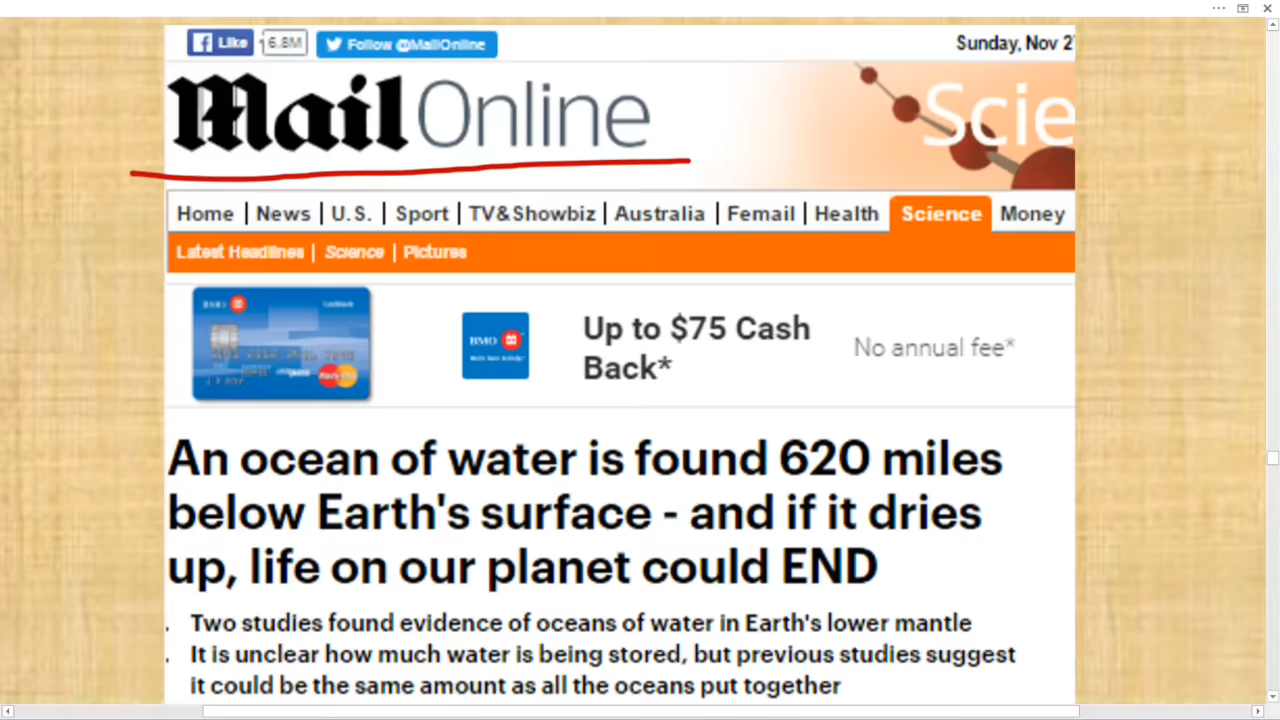 Like 6.8M Follow @MailOnline Sunday, Nov 2
Mail Online Scie
Home | News | U.S. | Sport | TV&Showbiz | Australia | Femail | Health Science Money
Latest Headlines | Science | Pictures
BMO
BMO
Up to $75 Cash
Back*
No annual fee*
An ocean of water is found 620 miles
below Earth's surface - and if it dries
up, life on our planet could END
. Two studies found evidence of oceans of water in Earth's lower mantle
. It is unclear how much water is being stored, but previous studies suggest
it could be the same amount as all the oceans put together